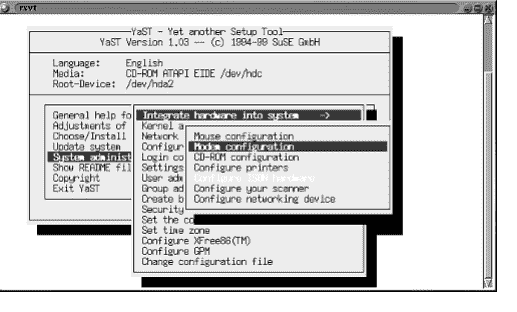 rxvt
YaST - Yet another Setup Tool
YaST Version 1.03 -- (c) 1994-99 SuSE GmbH
Language: English
Media: CD-ROM ATAPI EIDE /dev/hdc
Root-Device: /dev/hda2
General help fo
Adjustments of
Choose/Install
Update system
System administ
Show README fil
Copyright
Exit YaST
Integrate hardware into system ->
Kernel a
Network
Configur
Login co
Settings
User adm
Group ad
Create b
Security
Set the co
Set time zone
Configure XFree86(TM)
Configure GPM
Change configuration file
Mouse configuration
Modem configuration
CD-ROM configuration
Configure printers
Configure ISDN hardware
Configure your scanner
Configure networking device